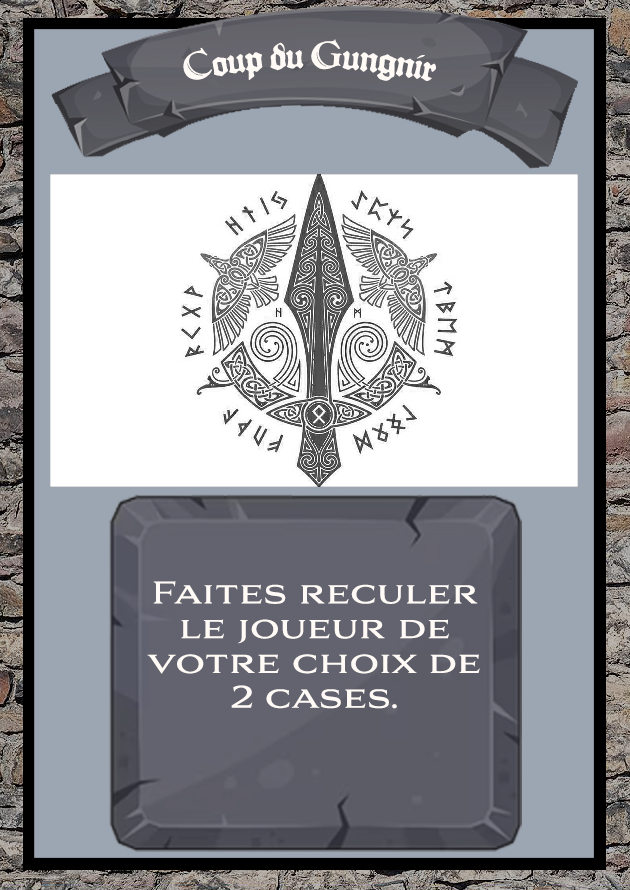 Coup du Gungnir
FAITES RECULER
LE JOUEUR DE
VOTRE CHOIX DE
2 CASES.